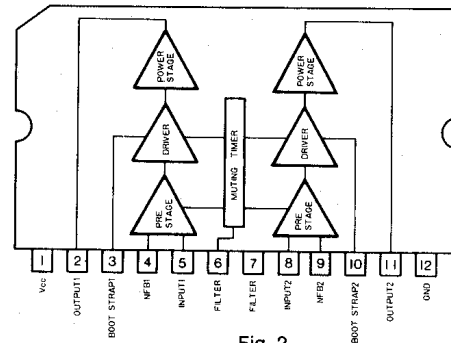 POWER STAGE
POWER STAGE
DRIVER
DRIVER
MUTING TIMER
PRE STAGE
PRE STAGE
1 2 3 4 5 6 7 8 9 10 11 12
Vcc
OUTPUT1
BOOT STRAP1
NFB1
INPUT1
FILTER
FILTER
INPUT2
NFB2
BOOT STRAP2
OUTPUT2
GND
Fig. 2